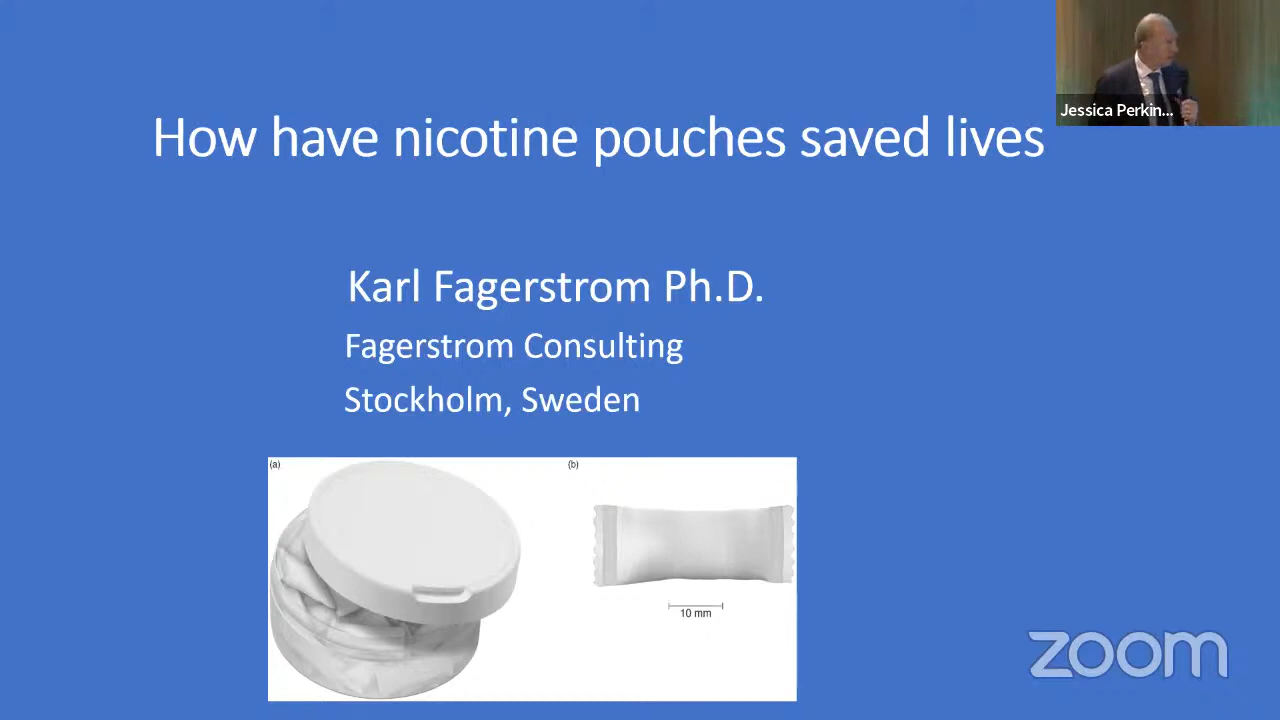 Jessica Perkin...
How have nicotine pouches saved lives
Karl Fagerstrom Ph.D.
Fagerstrom Consulting
Stockholm, Sweden
(a)
(b)
10 mm
zoom